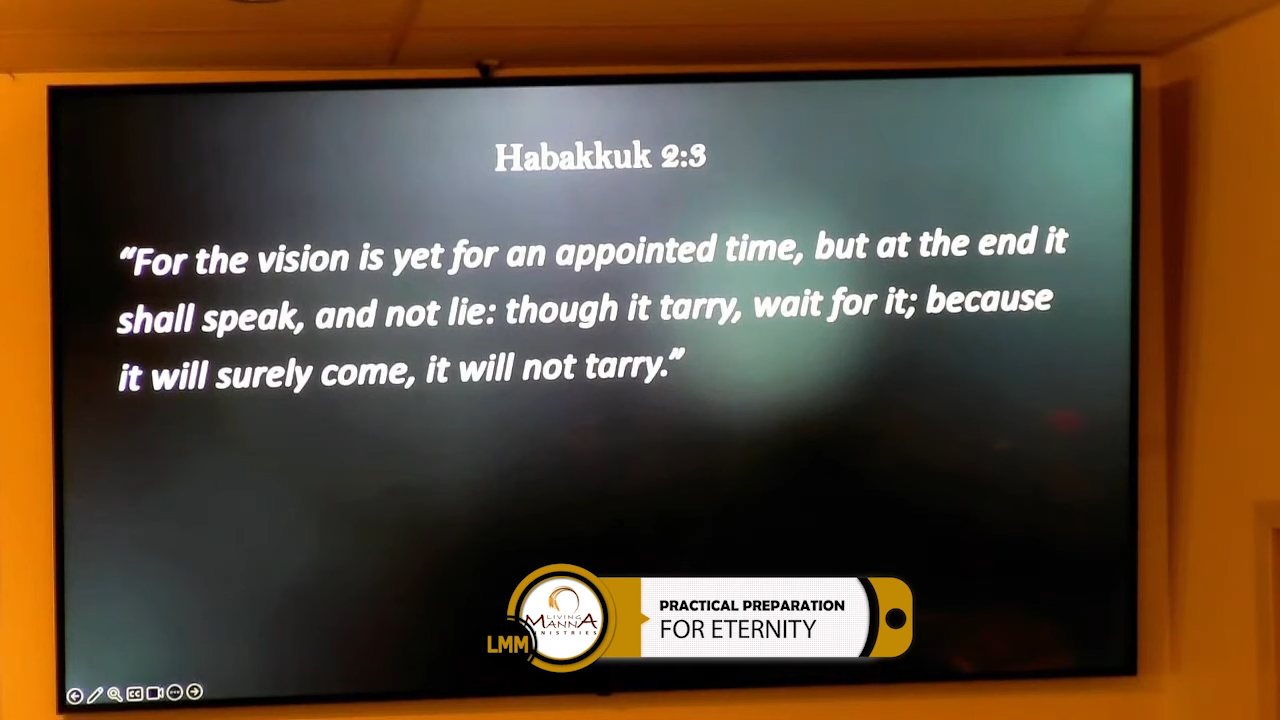 Habakkuk 2:3
“For the vision is yet for an appointed time, but at the end it
shall speak, and not lie: though it tarry, wait for it; because
it will surely come, it will not tarry.”
LIVING
MANNA
MINISTRIES
LMM
PRACTICAL PREPARATION
FOR ETERNITY
CC